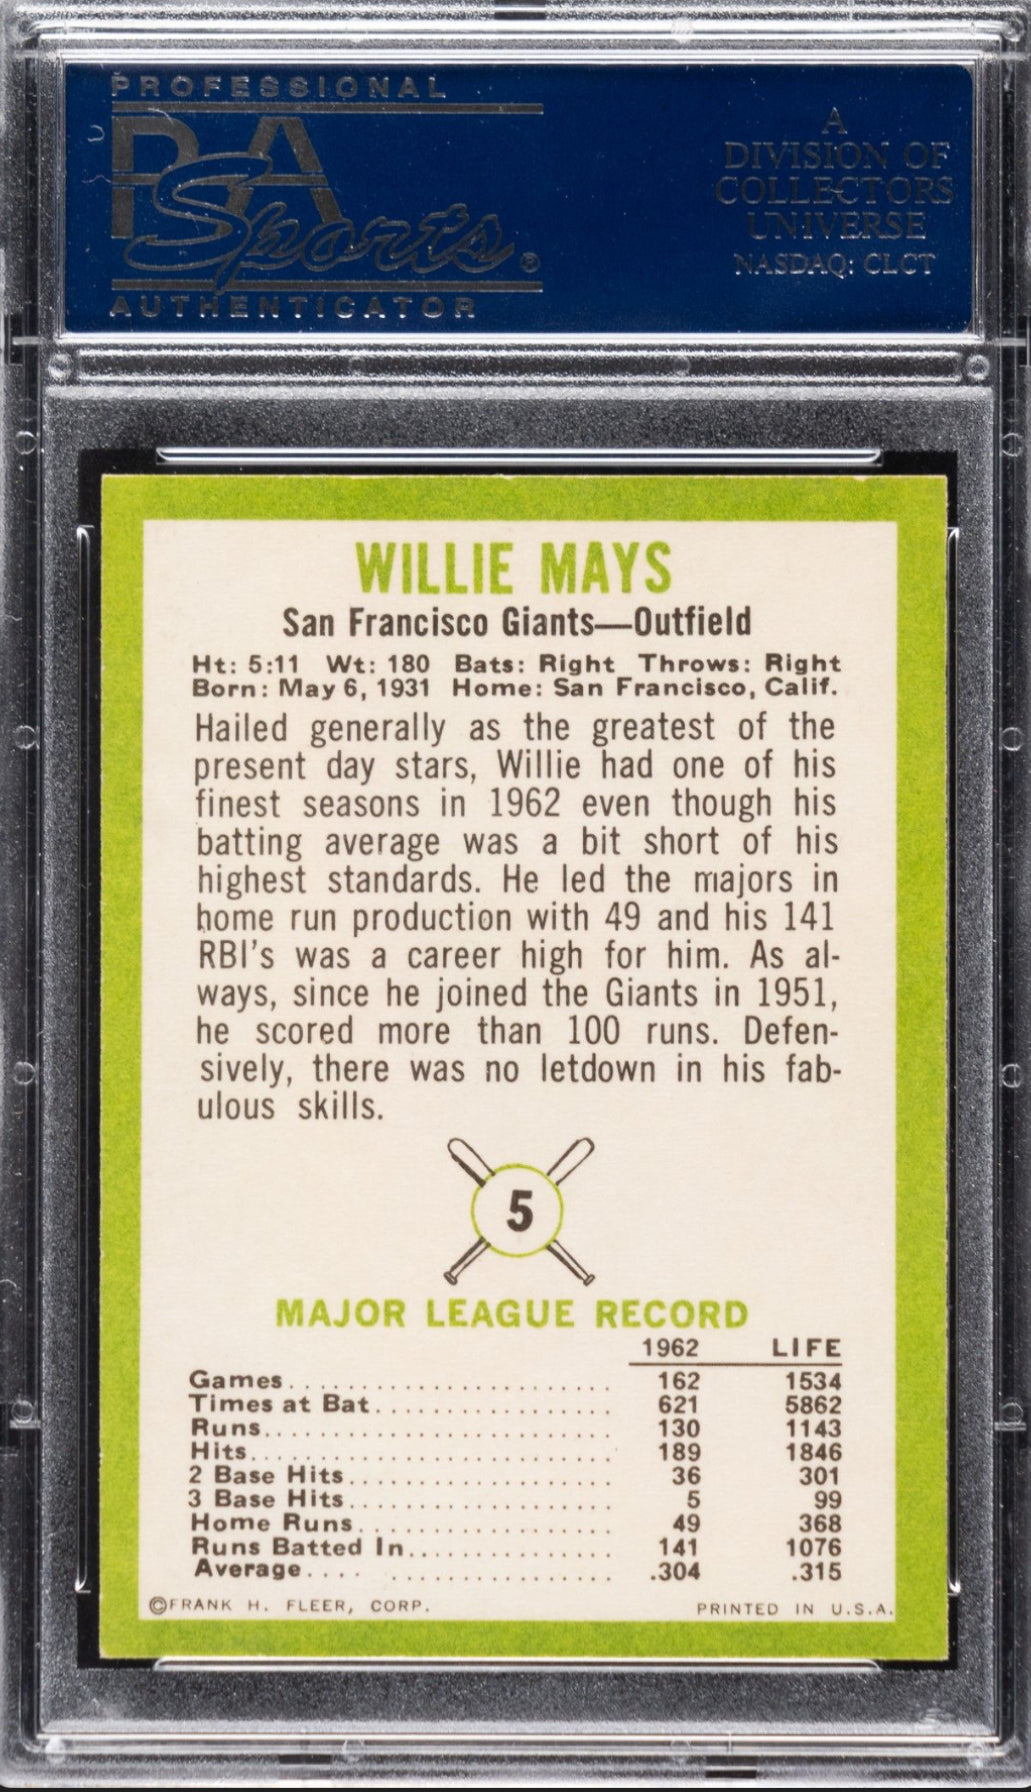 PROFESSIONAL
PSA
Sports®
AUTHENTICATOR
A
DIVISION OF
COLLECTORS
UNIVERSE
NASDAQ: CLCT
WILLIE MAYS
San Francisco Giants—Outfield
Ht: 5:11 Wt: 180 Bats: Right Throws: Right
Born: May 6, 1931 Home: San Francisco, Calif.
Hailed generally as the greatest of the
present day stars, Willie had one of his
finest seasons in 1962 even though his
batting average was a bit short of his
highest standards. He led the majors in
home run production with 49 and his 141
RBI's was a career high for him. As al-
ways, since he joined the Giants in 1951,
he scored more than 100 runs. Defen-
sively, there was no letdown in his fab-
ulous skills.
5
MAJOR LEAGUE RECORD
1962 LIFE
Games. . . . . . . . . . . . . . . . . . . . . 162 1534
Times at Bat. . . . . . . . . . . . . . . . 621 5862
Runs. . . . . . . . . . . . . . . . . . . . . . 130 1143
Hits. . . . . . . . . . . . . . . . . . . . . . . 189 1846
2 Base Hits. . . . . . . . . . . . . . . . . 36 301
3 Base Hits. . . . . . . . . . . . . . . . . 5 99
Home Runs. . . . . . . . . . . . . . . . . 49 368
Runs Batted In. . . . . . . . . . . . . . 141 1076
Average. . . . . . . . . . . . . . . . . . . .304 .315
©FRANK H. FLEER, CORP. PRINTED IN U.S.A.